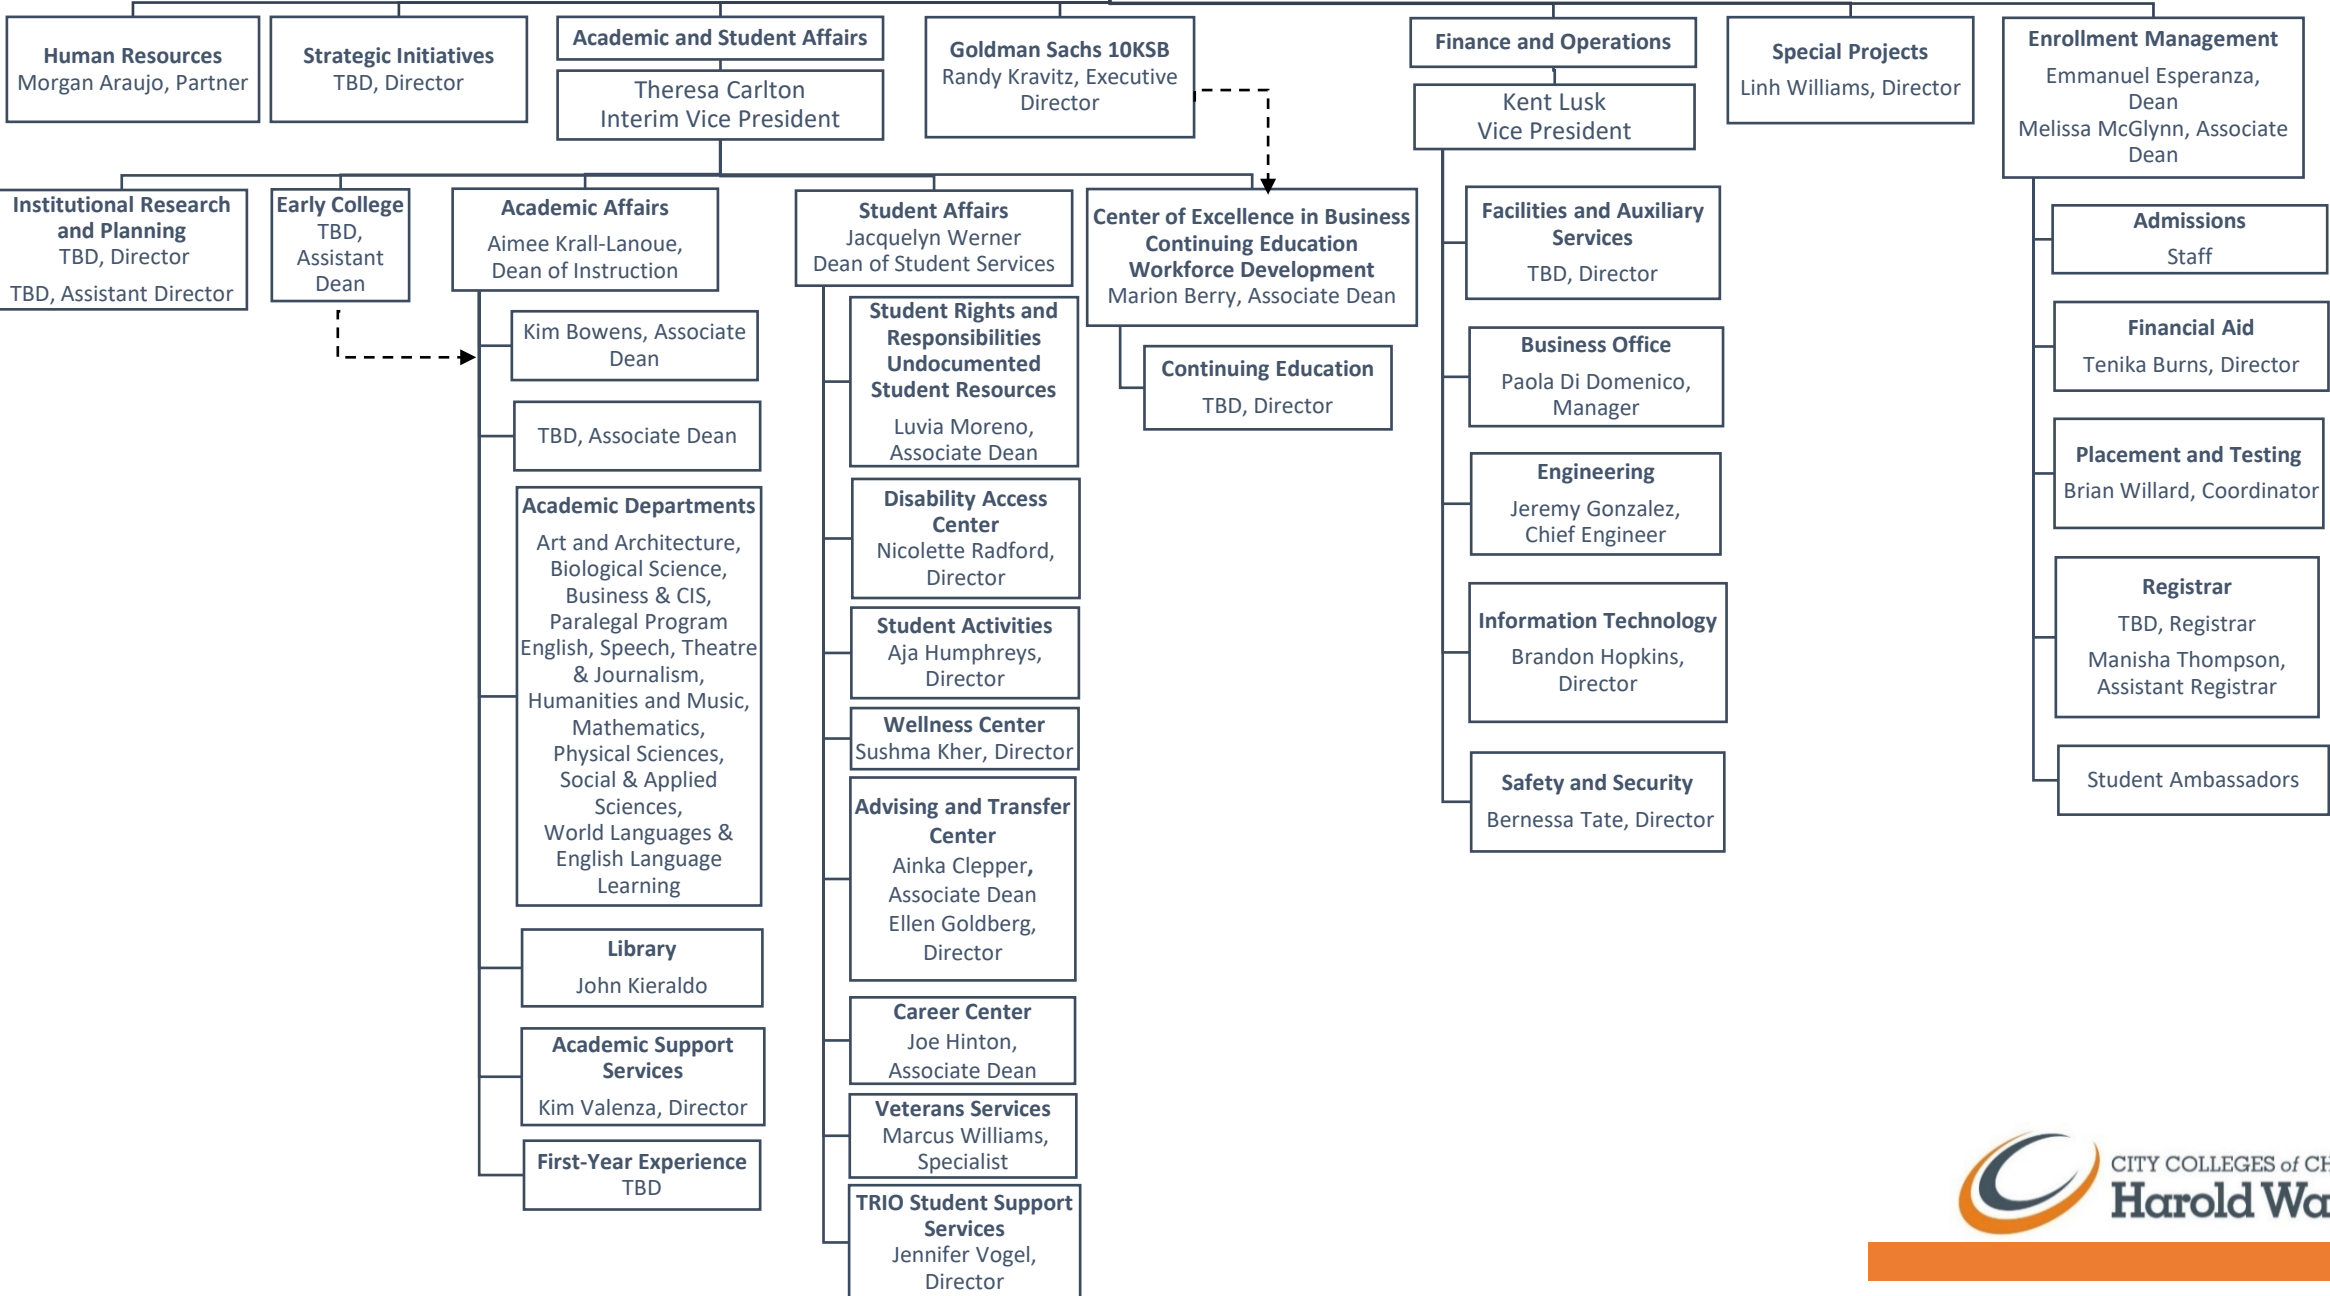 Human Resources
Morgan Araujo, Partner
Strategic Initiatives
TBD, Director
Academic and Student Affairs
Theresa Carlton
Interim Vice President
Goldman Sachs 10KSB
Randy Kravitz, Executive
Director
Finance and Operations
Kent Lusk
Vice President
Special Projects
Linh Williams, Director
Enrollment Management
Emmanuel Esperanza,
Dean
Melissa McGlynn, Associate
Dean
Institutional Research
and Planning
TBD, Director
TBD, Assistant Director
Early College
TBD,
Assistant
Dean
Academic Affairs
Aimee Krall-Lanoue,
Dean of Instruction
Kim Bowens, Associate
Dean
TBD, Associate Dean
Academic Departments
Art and Architecture,
Biological Science,
Business & CIS,
Paralegal Program
English, Speech, Theatre
& Journalism,
Humanities and Music,
Mathematics,
Physical Sciences,
Social & Applied
Sciences,
World Languages &
English Language
Learning
Library
John Kieraldo
Academic Support
Services
Kim Valenza, Director
First-Year Experience
TBD
Student Affairs
Jacquelyn Werner
Dean of Student Services
Student Rights and
Responsibilities
Undocumented
Student Resources
Luvia Moreno,
Associate Dean
Disability Access
Center
Nicolette Radford,
Director
Student Activities
Aja Humphreys,
Director
Wellness Center
Sushma Kher, Director
Advising and Transfer
Center
Ainka Clepper,
Associate Dean
Ellen Goldberg,
Director
Career Center
Joe Hinton,
Associate Dean
Veterans Services
Marcus Williams,
Specialist
TRIO Student Support
Services
Jennifer Vogel,
Director
Center of Excellence in Business
Continuing Education
Workforce Development
Marion Berry, Associate Dean
Continuing Education
TBD, Director
Facilities and Auxiliary
Services
TBD, Director
Business Office
Paola Di Domenico,
Manager
Engineering
Jeremy Gonzalez,
Chief Engineer
Information Technology
Brandon Hopkins,
Director
Safety and Security
Bernessa Tate, Director
Admissions
Staff
Financial Aid
Tenika Burns, Director
Placement and Testing
Brian Willard, Coordinator
Registrar
TBD, Registrar
Manisha Thompson,
Assistant Registrar
Student Ambassadors
CITY COLLEGES of CH
Harold Wa